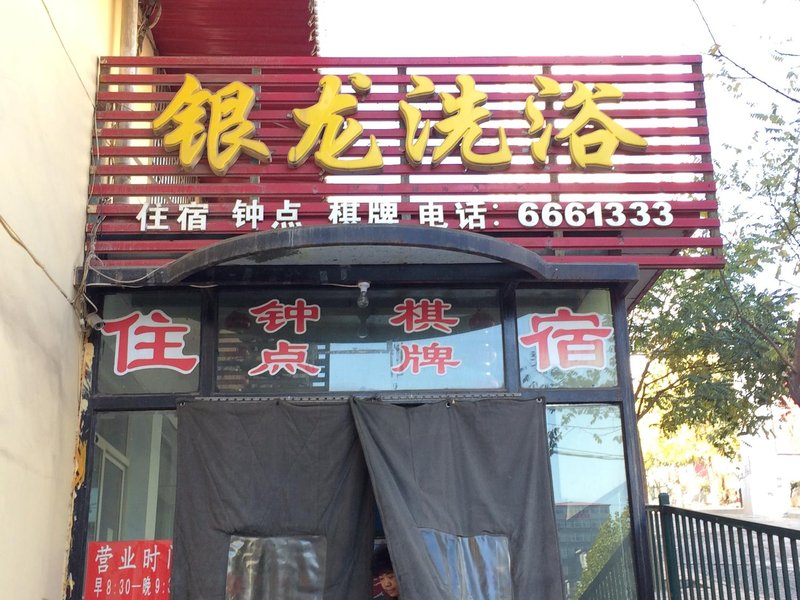 银龙洗浴
住宿 钟点 棋牌 电话: 6661333
住 钟点 棋牌 宿
营业时
早8:30—晚9:3